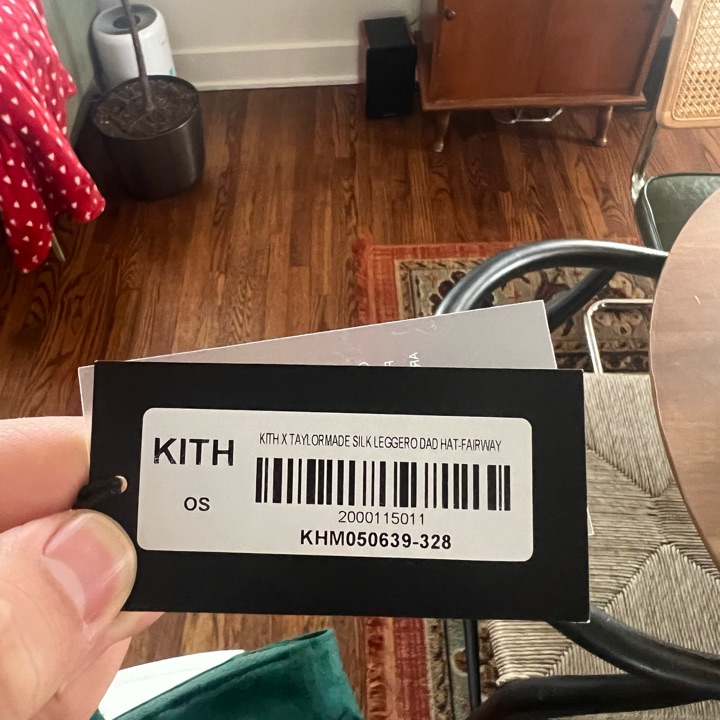 KITH
KITH X TAYLORMADE SILK LEGGERO DAD HAT-FAIRWAY
OS
2000115011
KHM050639-328